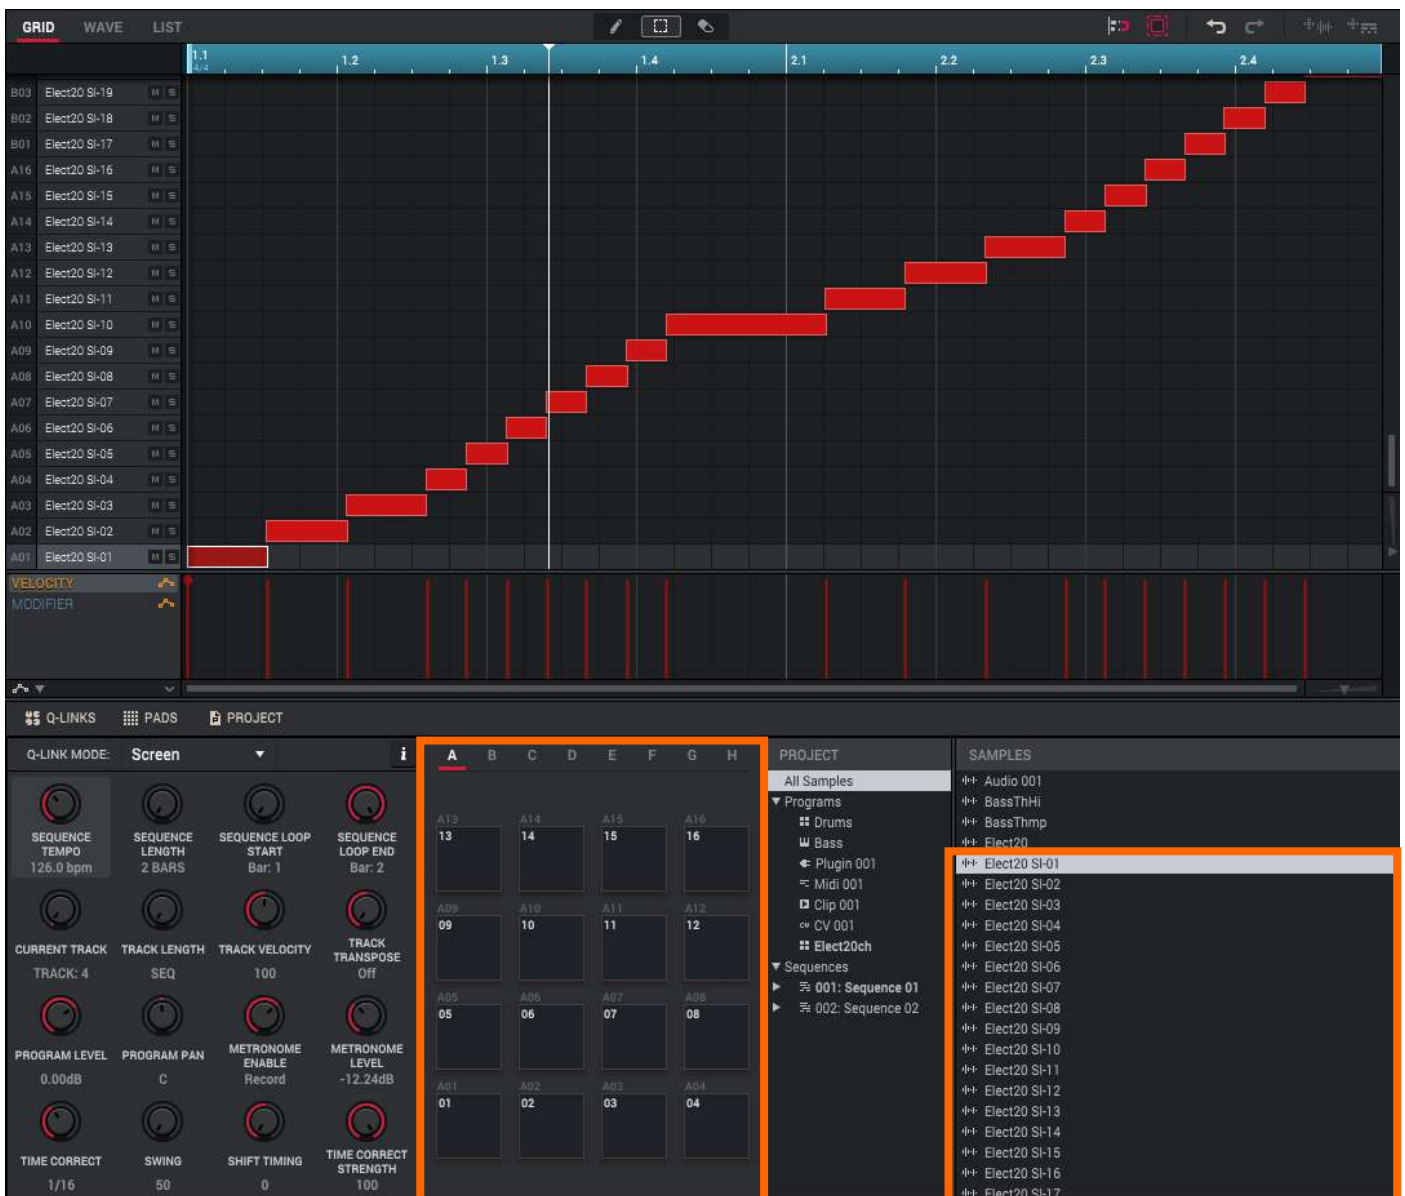 GRID WAVE LIST
1.1 1.2 1.3 1.4 2.1 2.2 2.3 2.4
4/4
B03 Elect20 Sl-19 M S
B02 Elect20 Sl-18 M S
B01 Elect20 Sl-17 M S
A16 Elect20 Sl-16 M S
A15 Elect20 Sl-15 M S
A14 Elect20 Sl-14 M S
A13 Elect20 Sl-13 M S
A12 Elect20 Sl-12 M S
A11 Elect20 Sl-11 M S
A10 Elect20 Sl-10 M S
A09 Elect20 Sl-09 M S
A08 Elect20 Sl-08 M S
A07 Elect20 Sl-07 M S
A06 Elect20 Sl-06 M S
A05 Elect20 Sl-05 M S
A04 Elect20 Sl-04 M S
A03 Elect20 Sl-03 M S
A02 Elect20 Sl-02 M S
A01 Elect20 Sl-01 M S
VELOCITY
MODIFIER
Q-LINKS PADS PROJECT
Q-LINK MODE: Screen i
SEQUENCE TEMPO
126.0 bpm
SEQUENCE LENGTH
2 BARS
SEQUENCE LOOP START
Bar: 1
SEQUENCE LOOP END
Bar: 2
CURRENT TRACK
TRACK: 4
TRACK LENGTH
SEQ
TRACK VELOCITY
100
TRACK TRANSPOSE
Off
PROGRAM LEVEL
0.00dB
PROGRAM PAN
C
METRONOME ENABLE
Record
METRONOME LEVEL
-12.24dB
TIME CORRECT
1/16
SWING
50
SHIFT TIMING
0
TIME CORRECT STRENGTH
100
A B C D E F G H
A13 A14 A15 A16
13 14 15 16
A09 A10 A11 A12
09 10 11 12
A05 A06 A07 A08
05 06 07 08
A01 A02 A03 A04
01 02 03 04
PROJECT
All Samples
Programs
Drums
Bass
Plugin 001
Midi 001
Clip 001
CV CV 001
Elect20ch
Sequences
001: Sequence 01
002: Sequence 02
SAMPLES
Audio 001
BassThHi
BassThmp
Elect20
Elect20 Sl-01
Elect20 Sl-02
Elect20 Sl-03
Elect20 Sl-04
Elect20 Sl-05
Elect20 Sl-06
Elect20 Sl-07
Elect20 Sl-08
Elect20 Sl-09
Elect20 Sl-10
Elect20 Sl-11
Elect20 Sl-12
Elect20 Sl-13
Elect20 Sl-14
Elect20 Sl-15
Elect20 Sl-16
Elect20 Sl-17